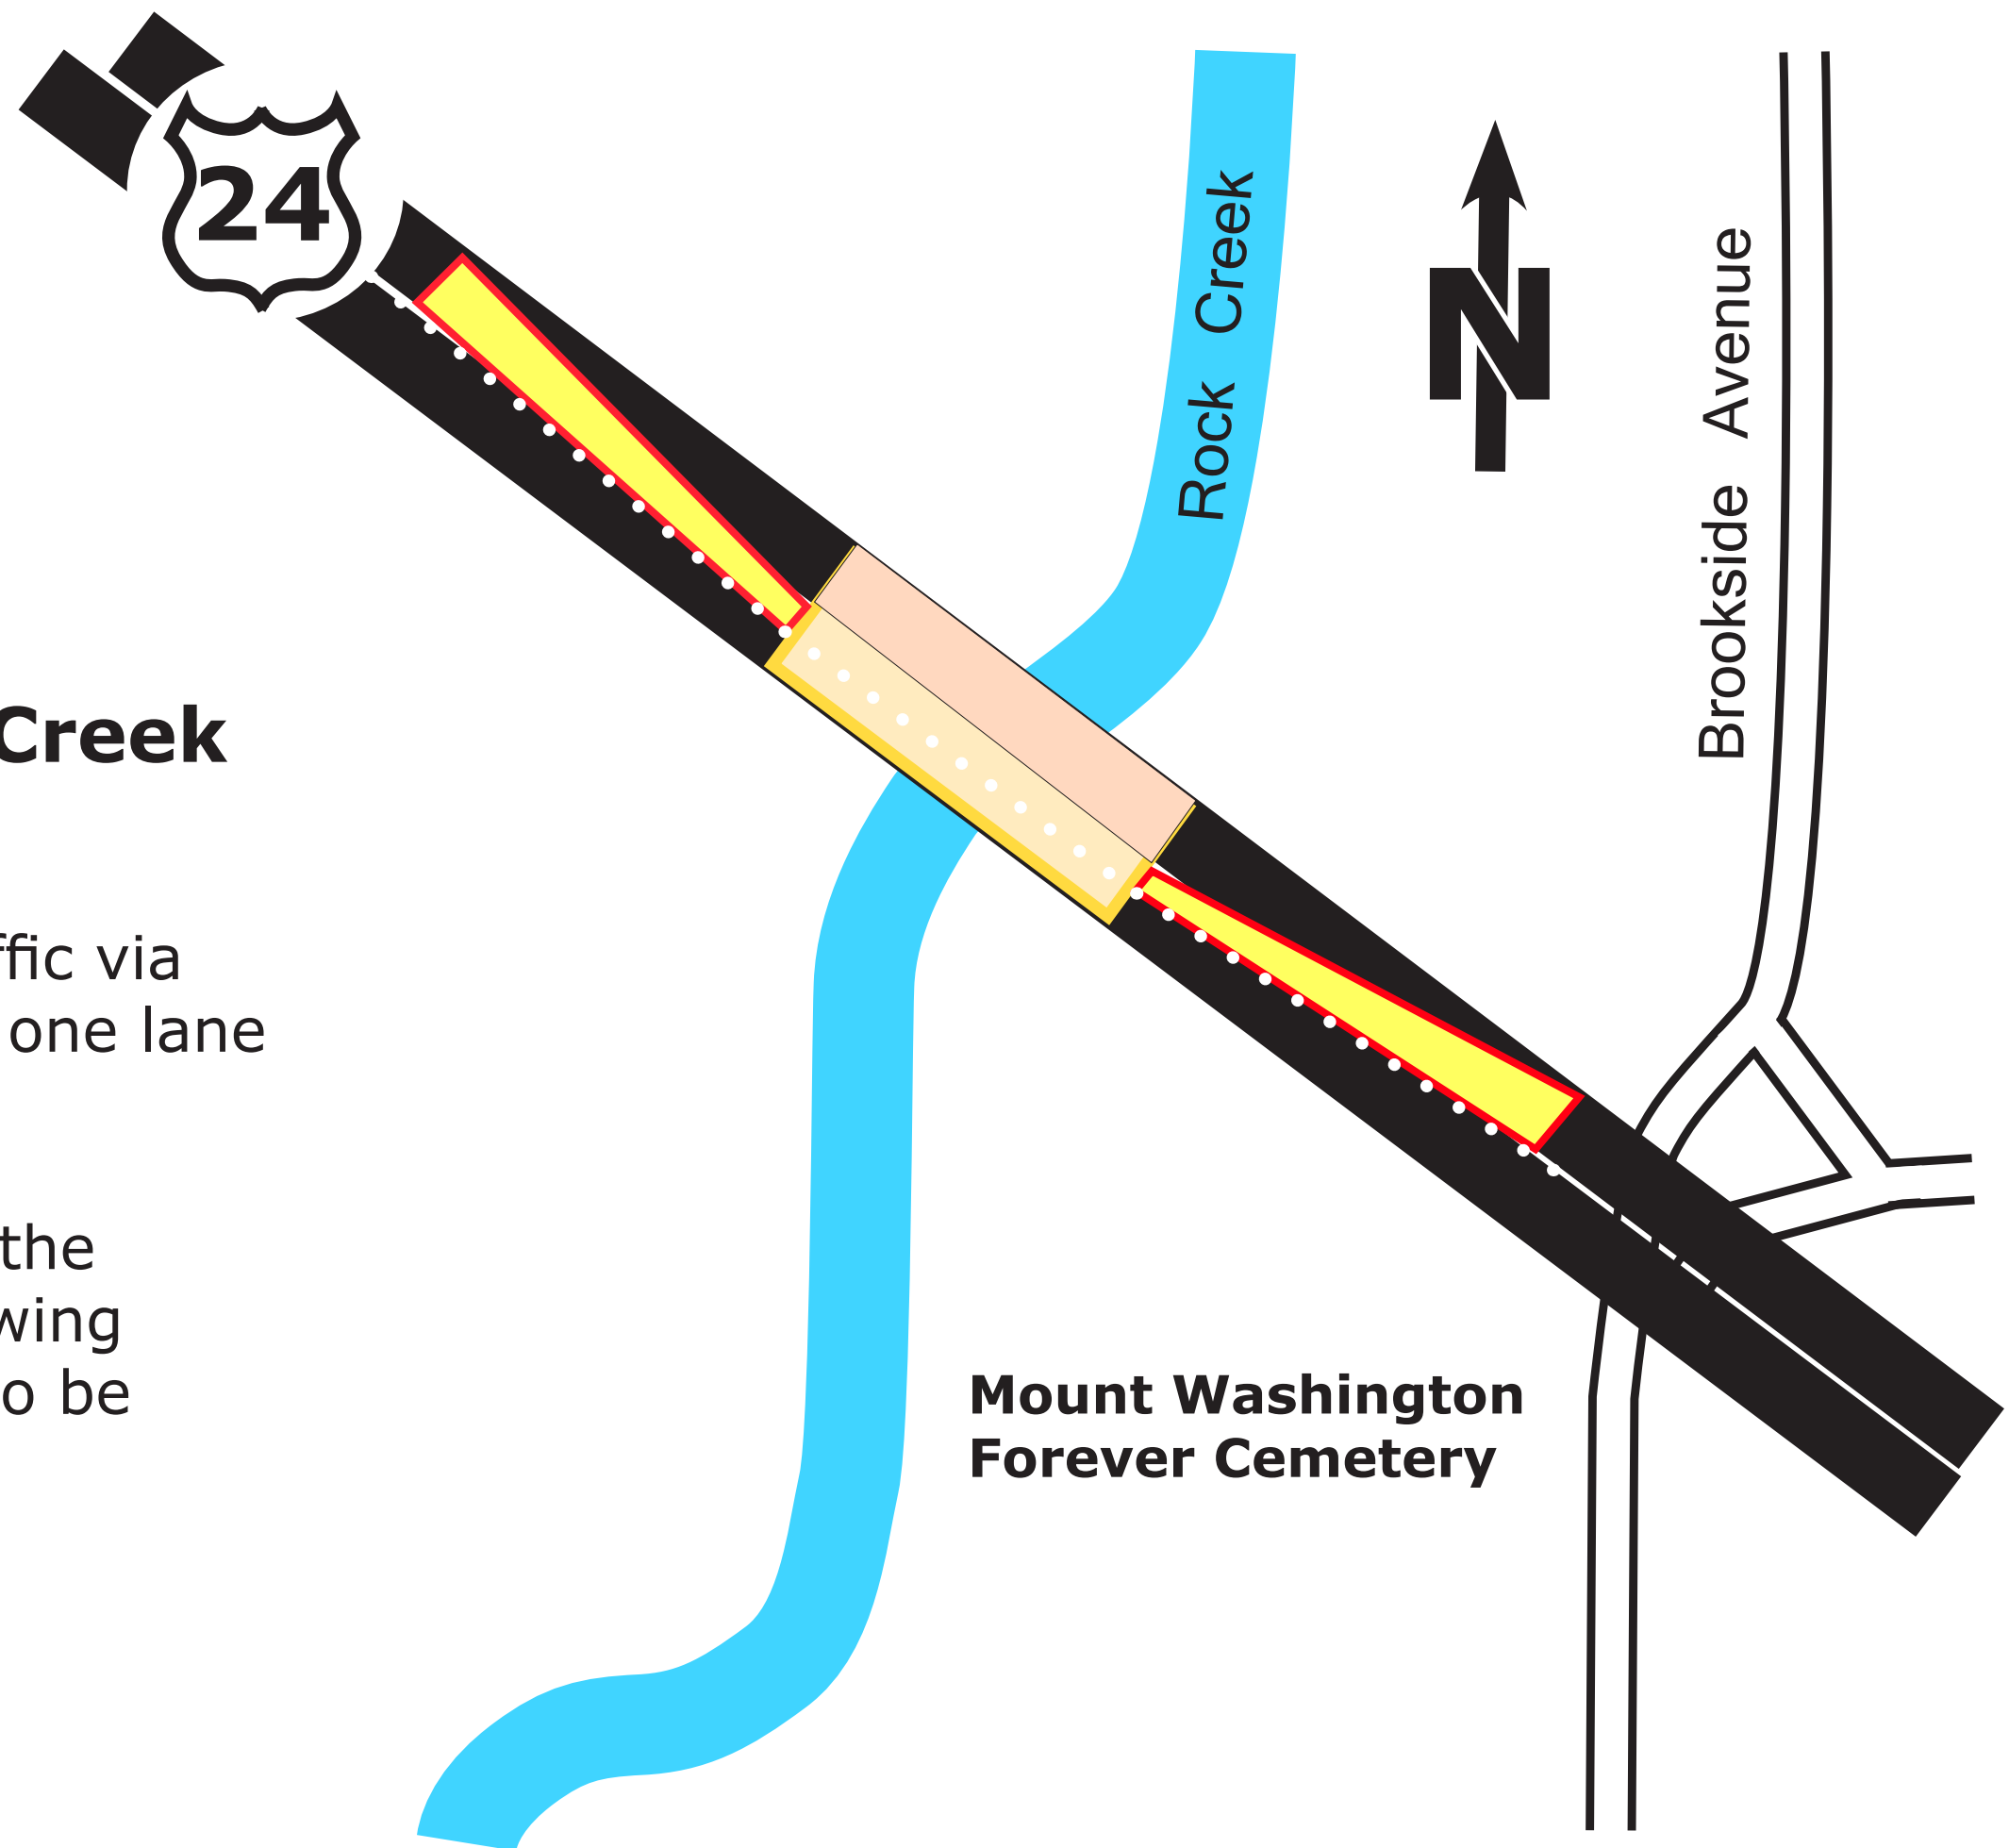 24
Rock Creek
N
Brookside Avenue
Creek
ffic via
one lane
the
wing
o be
Mount Washington
Forever Cemetery